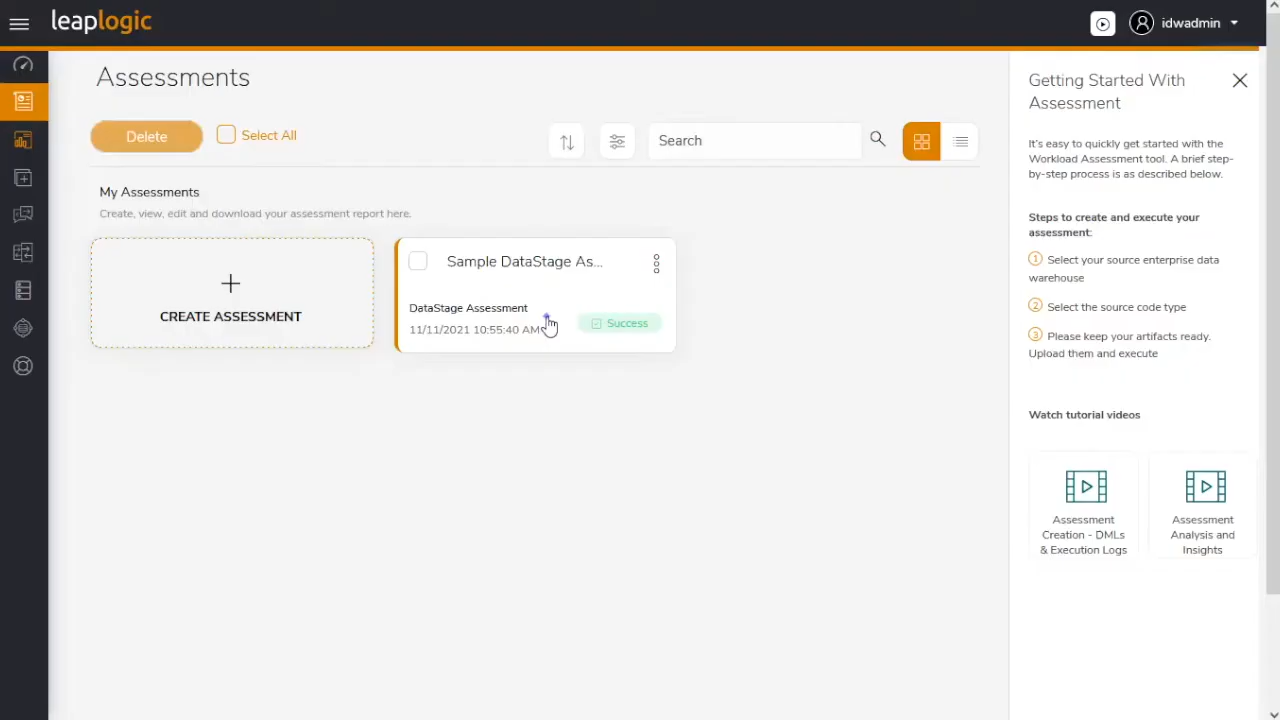 leaplogic
idwadmin
Assessments
Delete
Select All
Search
My Assessments
Create, view, edit and download your assessment report here.
CREATE ASSESSMENT
Sample DataStage As...
DataStage Assessment
11/11/2021 10:55:40 AM
Success
Getting Started With
Assessment
It's easy to quickly get started with the
Workload Assessment tool. A brief step-
by-step process is as described below.
Steps to create and execute your
assessment:
1 Select your source enterprise data
warehouse
2 Select the source code type
3 Please keep your artifacts ready.
Upload them and execute
Watch tutorial videos
Assessment
Creation - DMLs
& Execution Logs
Assessment
Analysis and
Insights